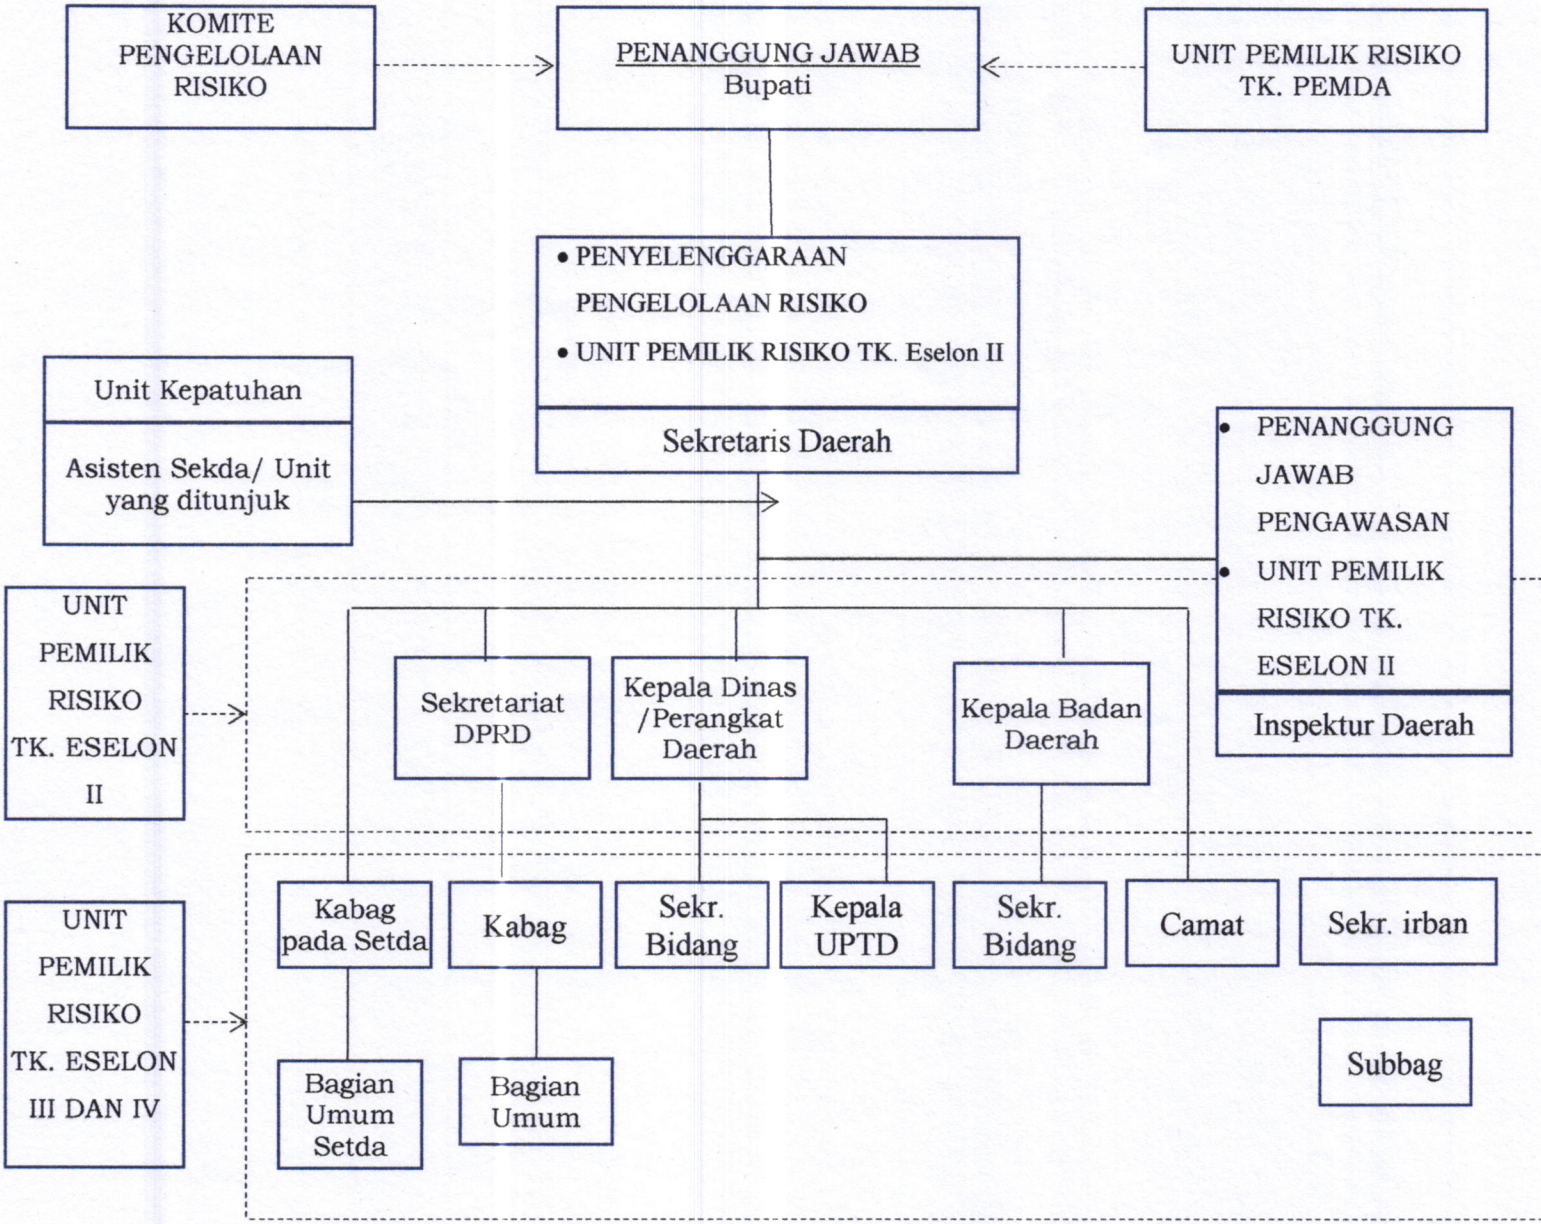 KOMITE
PENGELOLAAN
RISIKO
PENANGGUNG JAWAB
Bupati
UNIT PEMILIK RISIKO
TK. PEMDA
• PENYELENGGARAAN
PENGELOLAAN RISIKO
• UNIT PEMILIK RISIKO TK. Eselon II
Sekretaris Daerah
Unit Kepatuhan
Asisten Sekda/ Unit
yang ditunjuk
• PENANGGUNG
JAWAB
PENGAWASAN
• UNIT PEMILIK
RISIKO TK.
ESELON II
Inspektur Daerah
UNIT
PEMILIK
RISIKO
TK. ESELON
II
Sekretariat
DPRD
Kepala Dinas
/Perangkat
Daerah
Kepala Badan
Daerah
UNIT
PEMILIK
RISIKO
TK. ESELON
III DAN IV
Kabag
pada Setda
Kabag
Sekr.
Bidang
Kepala
UPTD
Sekr.
Bidang
Camat
Sekr. irban
Bagian
Umum
Setda
Bagian
Umum
Subbag